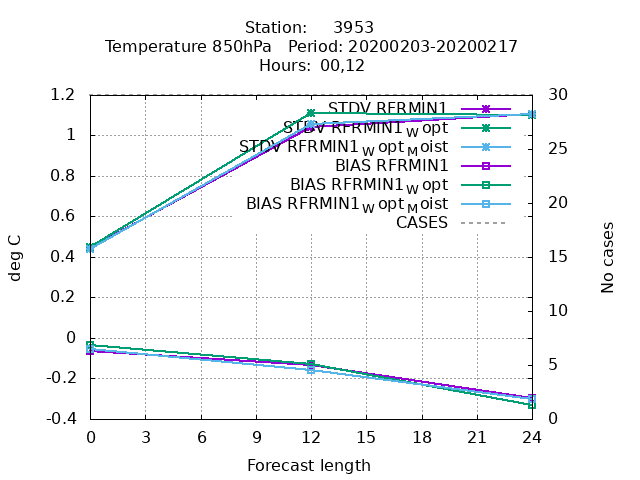 Station: 3953
Temperature 850hPa Period: 20200203-20200217
Hours: 00,12
STDV RFRMIN1
STDV RFRMIN1_W opt
STDV RFRMIN1_W opt_M oist
BIAS RFRMIN1
BIAS RFRMIN1_W opt
BIAS RFRMIN1_W opt_M oist
CASES
1.2
1
0.8
0.6
0.4
0.2
0
-0.2
-0.4
deg C
30
25
20
15
10
5
0
No cases
0 3 6 9 12 15 18 21 24
Forecast length